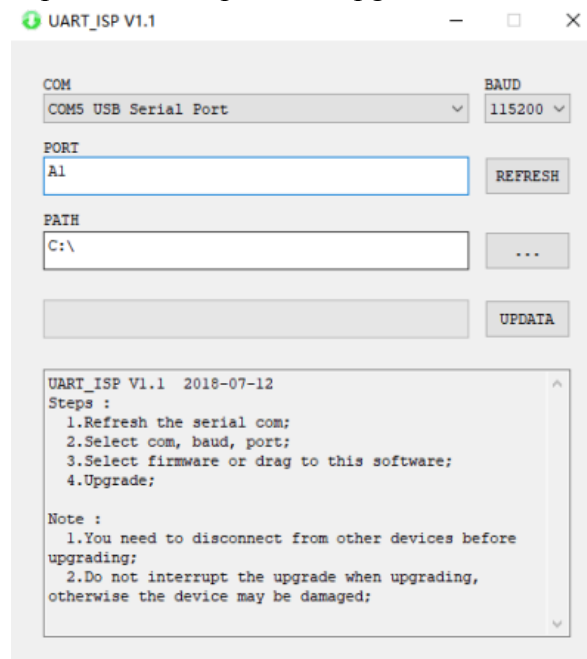 UART_ISP V1.1
COM
BAUD
COM5 USB Serial Port
115200
PORT
A1
REFRESH
PATH
C:\
...
UPDATA
UART_ISP V1.1 2018-07-12
Steps :
1.Refresh the serial com;
2.Select com, baud, port;
3.Select firmware or drag to this software;
4.Upgrade;
Note :
1.You need to disconnect from other devices before
upgrading;
2.Do not interrupt the upgrade when upgrading,
otherwise the device may be damaged;